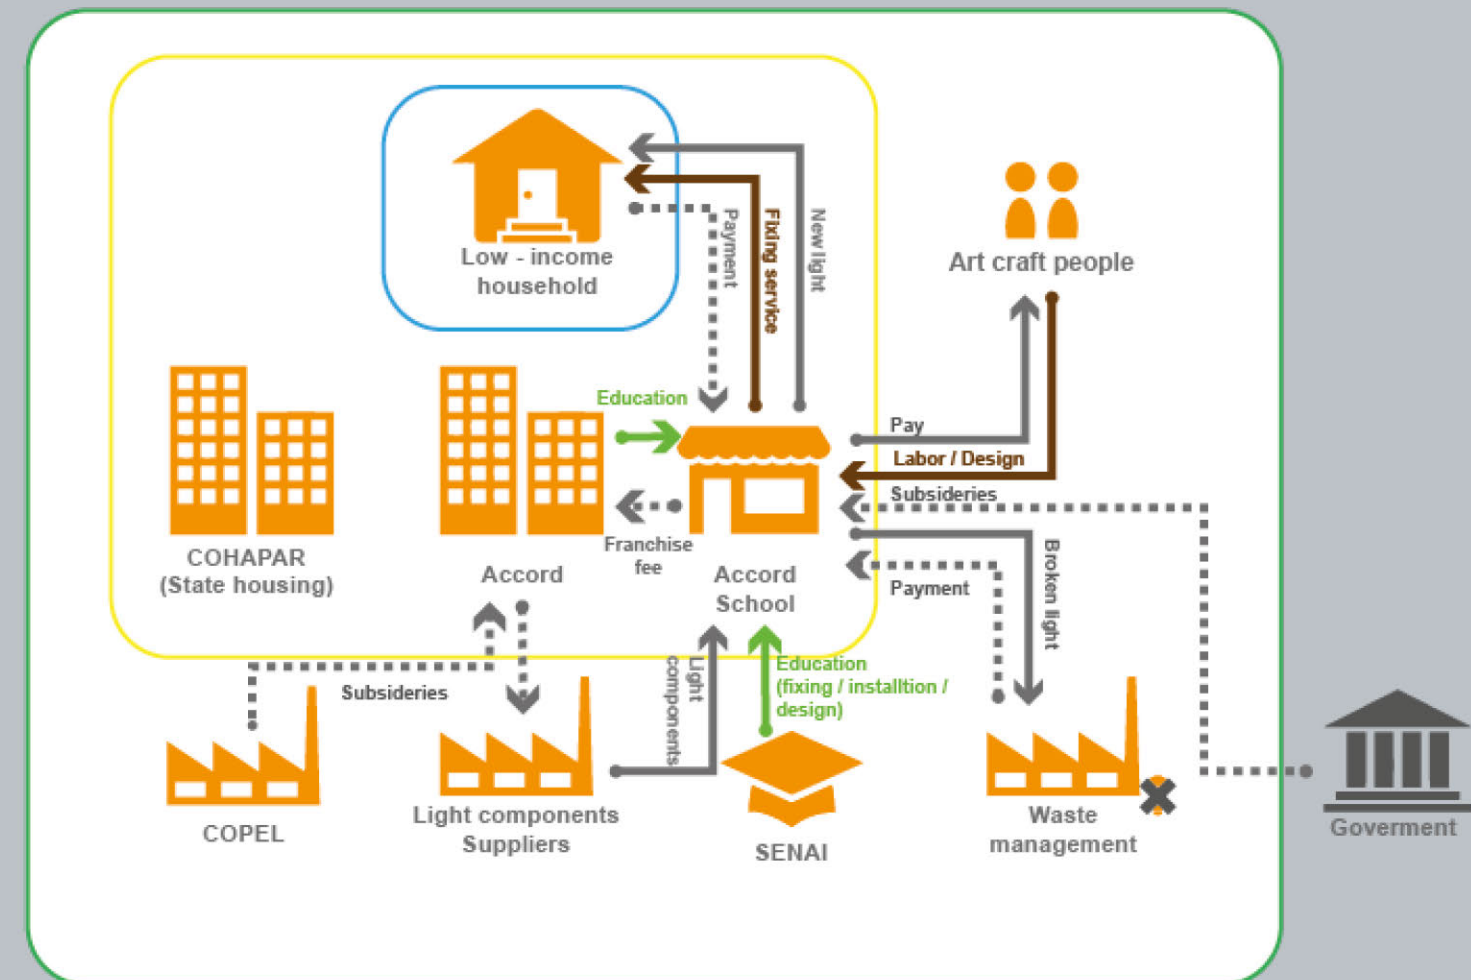 Low - income
household
Payment
Fixing service
New light
Art craft people
Education
Pay
Labor / Design
Subsideries
Franchise
fee
Payment
Broken light
COHAPAR
(State housing)
Accord
Accord
School
Subsideries
Light
components
Education
(fixing / installtion /
design)
COPEL
Light components
Suppliers
SENAI
Waste
management
Goverment